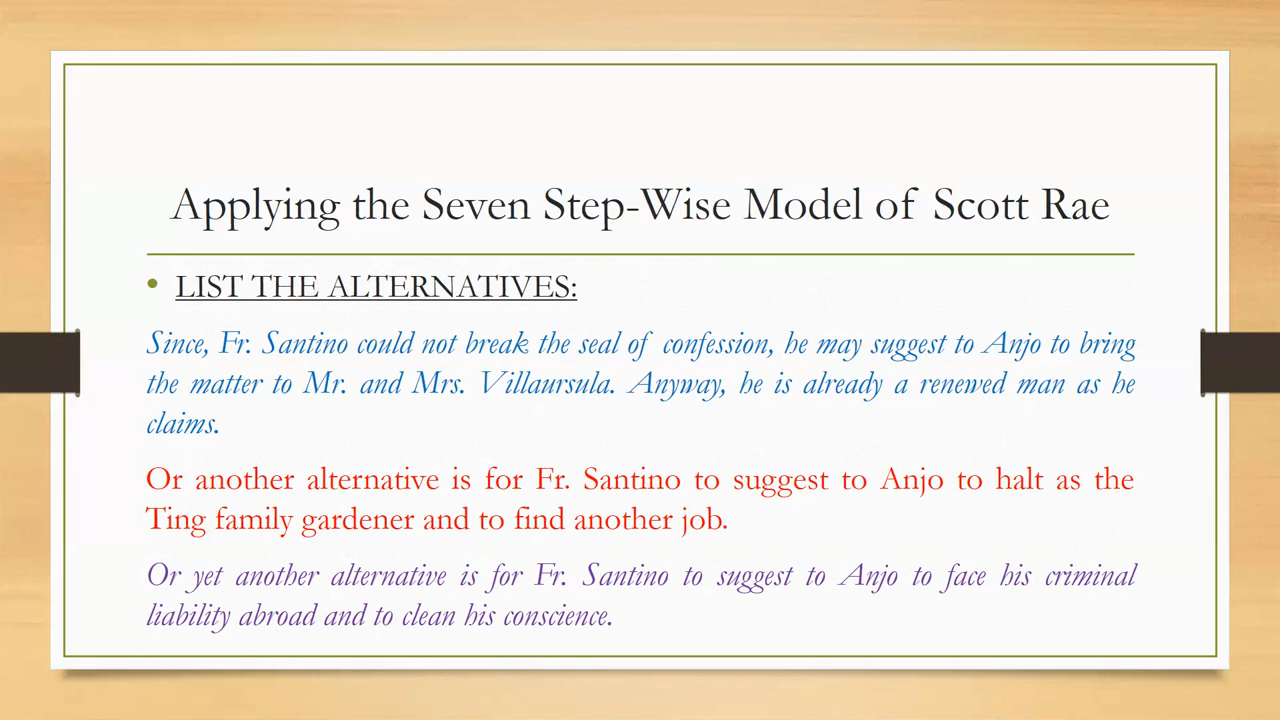 Applying the Seven Step-Wise Model of Scott Rae
• LIST THE ALTERNATIVES:
Since, Fr. Santino could not break the seal of confession, he may suggest to Anjo to bring
the matter to Mr. and Mrs. Villaursula. Anyway, he is already a renewed man as he
claims.
Or another alternative is for Fr. Santino to suggest to Anjo to halt as the
Ting family gardener and to find another job.
Or yet another alternative is for Fr. Santino to suggest to Anjo to face his criminal
liability abroad and to clean his conscience.